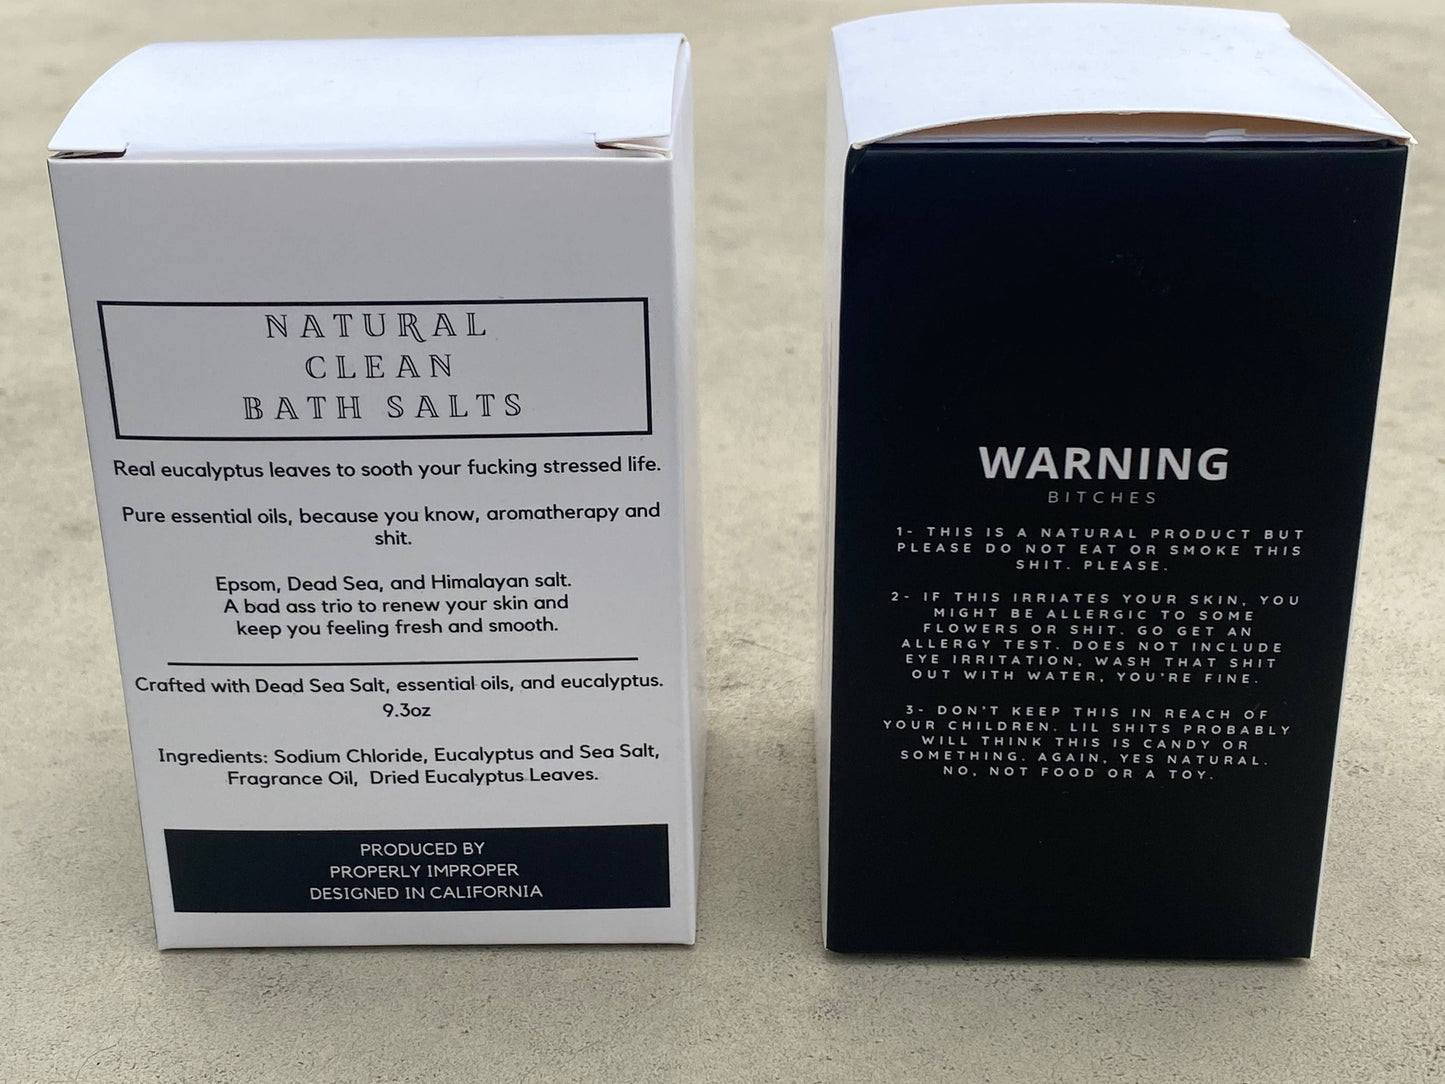 NATURAL
CLEAN
BATH SALTS
Real eucalyptus leaves to sooth your fucking stressed life.
Pure essential oils, because you know, aromatherapy and
shit.
Epsom, Dead Sea, and Himalayan salt.
A bad ass trio to renew your skin and
keep you feeling fresh and smooth.
Crafted with Dead Sea Salt, essential oils, and eucalyptus.
9.3oz
Ingredients: Sodium Chloride, Eucalyptus and Sea Salt,
Fragrance Oil, Dried Eucalyptus Leaves.
PRODUCED BY
PROPERLY IMPROPER
DESIGNED IN CALIFORNIA
WARNING
BITCHES
1- THIS IS A NATURAL PRODUCT BUT
PLEASE DO NOT EAT OR SMOKE THIS
SHIT. PLEASE.
2- IF THIS IRRIATES YOUR SKIN, YOU
MIGHT BE ALLERGIC TO SOME
FLOWERS OR SHIT. GO GET AN
ALLERGY TEST. DOES NOT INCLUDE
EYE IRRITATION, WASH THAT SHIT
OUT WITH WATER, YOU'RE FINE.
3- DON'T KEEP THIS IN REACH OF
YOUR CHILDREN. LIL SHITS PROBABLY
WILL THINK THIS IS CANDY OR
SOMETHING. AGAIN, YES NATURAL.
NO, NOT FOOD OR A TOY.